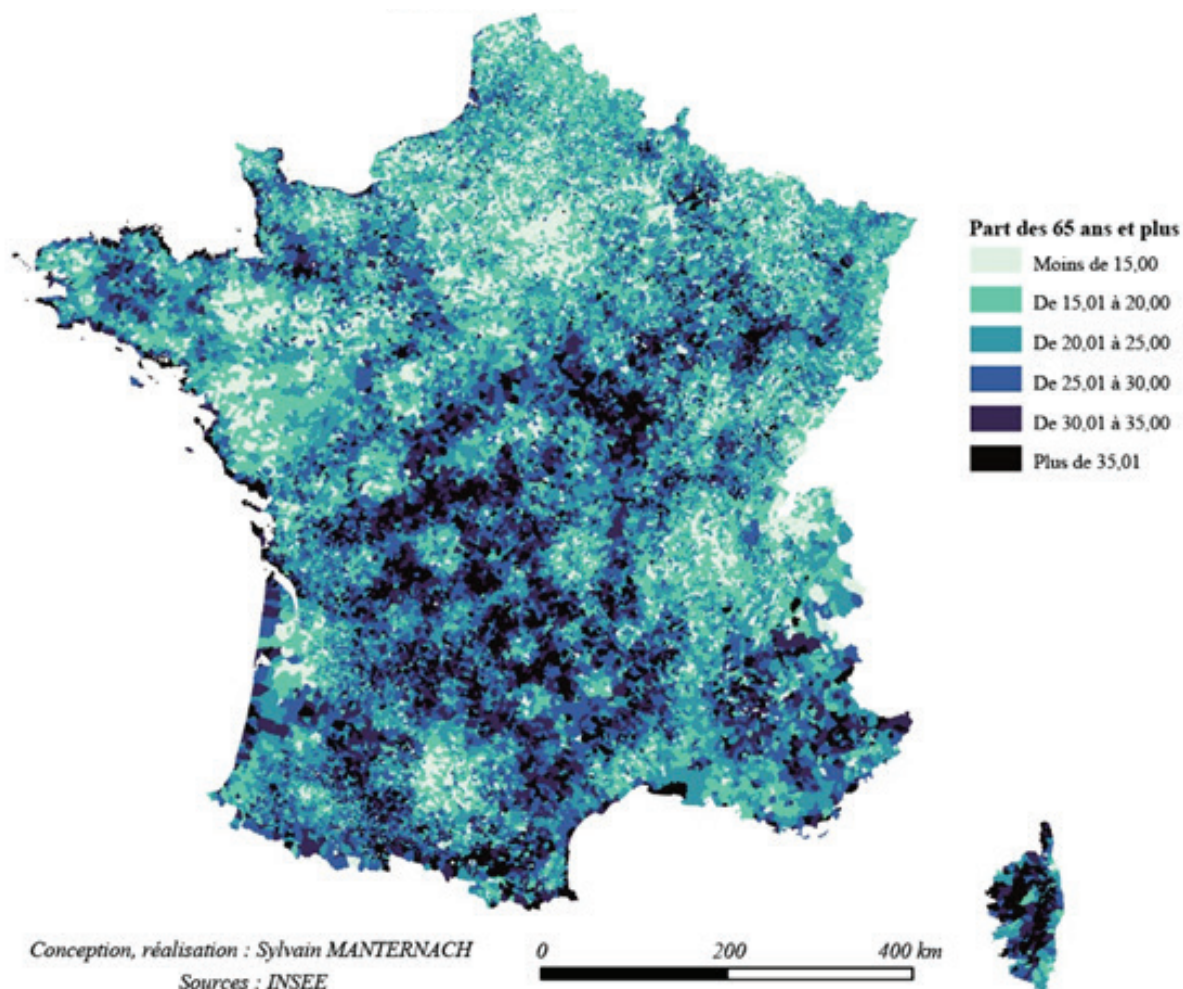 Part des 65 ans et plus
Moins de 15,00
De 15,01 à 20,00
De 20,01 à 25,00
De 25,01 à 30,00
De 30,01 à 35,00
Plus de 35,01
Conception, réalisation : Sylvain MANTERNACH
Sources : INSEE
0 200 400 km